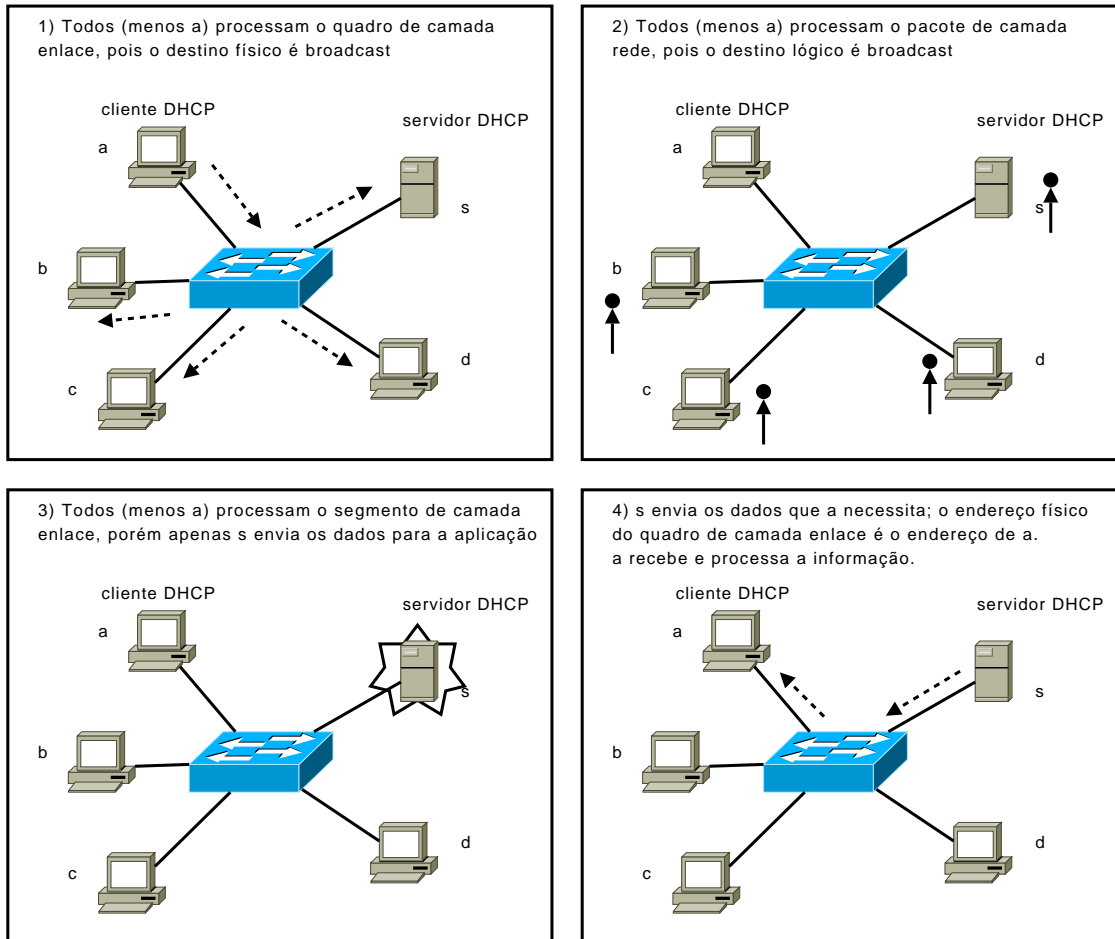 1) Todos (menos a) processam o quadro de camada
enlace, pois o destino físico é broadcast
cliente DHCP
servidor DHCP
a
s
b
d
c
2) Todos (menos a) processam o pacote de camada
rede, pois o destino lógico é broadcast
cliente DHCP
servidor DHCP
a
s
b
d
c
3) Todos (menos a) processam o segmento de camada
enlace, porém apenas s envia os dados para a aplicação
cliente DHCP
servidor DHCP
a
s
b
d
c
4) s envia os dados que a necessita; o endereço físico
do quadro de camada enlace é o endereço de a.
a recebe e processa a informação.
cliente DHCP
servidor DHCP
a
s
b
d
c